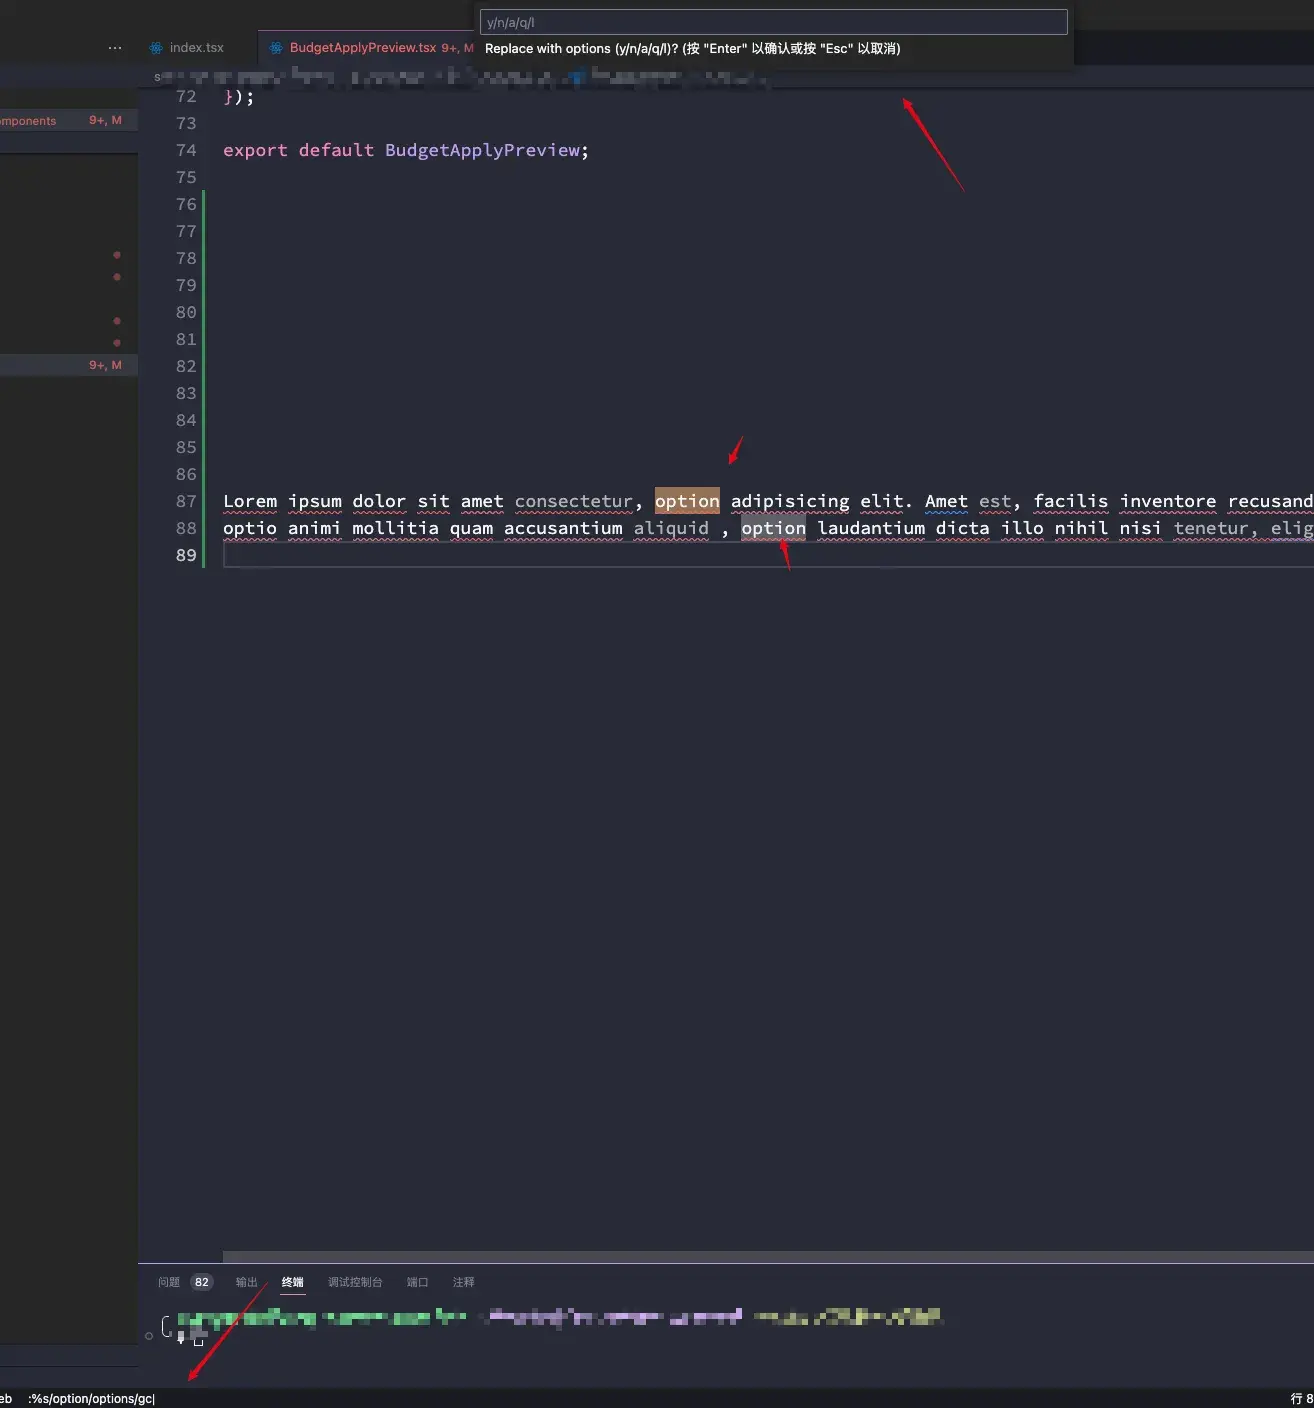 y/n/a/q/l
Replace with options (y/n/a/q/l)? (按 "Enter" 以确认或按 "Esc" 以取消)
··· index.tsx BudgetApplyPreview.tsx 9+, M
omponents 9+, M
9+, M
72 });
73
74 export default BudgetApplyPreview;
75
76
77
78
79
80
81
82
83
84
85
86
87 Lorem ipsum dolor sit amet consectetur, option adipisicing elit. Amet est, facilis inventore recusand
88 optio animi mollitia quam accusantium aliquid , option laudantium dicta illo nihil nisi tenetur, elig
89
问题 82 输出 终端 调试控制台 端口 注释
eb :%s/option/options/gc| 行 8